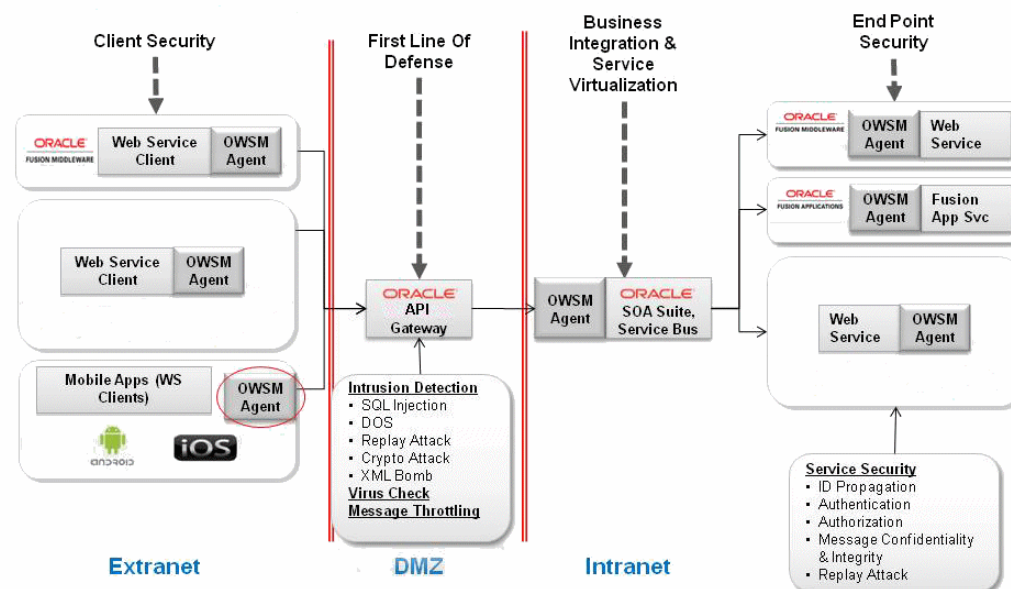 Client Security
First Line Of
Defense
Business
Integration &
Service
Virtualization
End Point
Security
ORACLE
FUSION MIDDLEWARE
Web Service
Client
OWSM
Agent
Web Service
Client
OWSM
Agent
Mobile Apps (WS
Clients)
OWSM
Agent
ANDROID
iOS
Extranet
ORACLE
API
Gateway
Intrusion Detection
▪ SQL Injection
▪ DOS
▪ Replay Attack
▪ Crypto Attack
▪ XML Bomb
Virus Check
Message Throttling
DMZ
OWSM
Agent
ORACLE
SOA Suite,
Service Bus
Intranet
ORACLE
FUSION MIDDLEWARE
OWSM
Agent
Web
Service
ORACLE
FUSION APPLICATIONS
OWSM
Agent
Fusion
App Svc
Web
Service
OWSM
Agent
Service Security
▪ ID Propagation
▪ Authentication
▪ Authorization
▪ Message Confidentiality
& Integrity
▪ Replay Attack